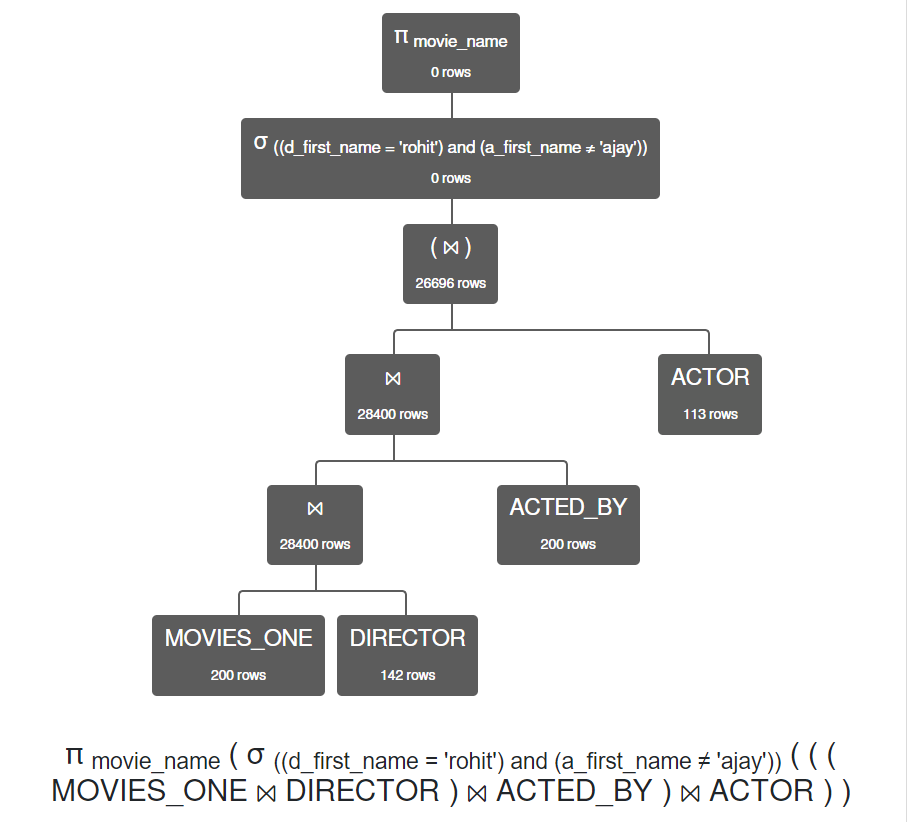 π movie_name
0 rows
σ ((d_first_name = 'rohit') and (a_first_name ≠ 'ajay'))
0 rows
( ⋈ )
26696 rows
⋈
28400 rows
ACTOR
113 rows
⋈
28400 rows
ACTED_BY
200 rows
MOVIES_ONE
200 rows
DIRECTOR
142 rows
π movie_name ( σ ((d_first_name = 'rohit') and (a_first_name ≠ 'ajay')) ( ( (
MOVIES_ONE ⋈ DIRECTOR ) ⋈ ACTED_BY ) ⋈ ACTOR ) )